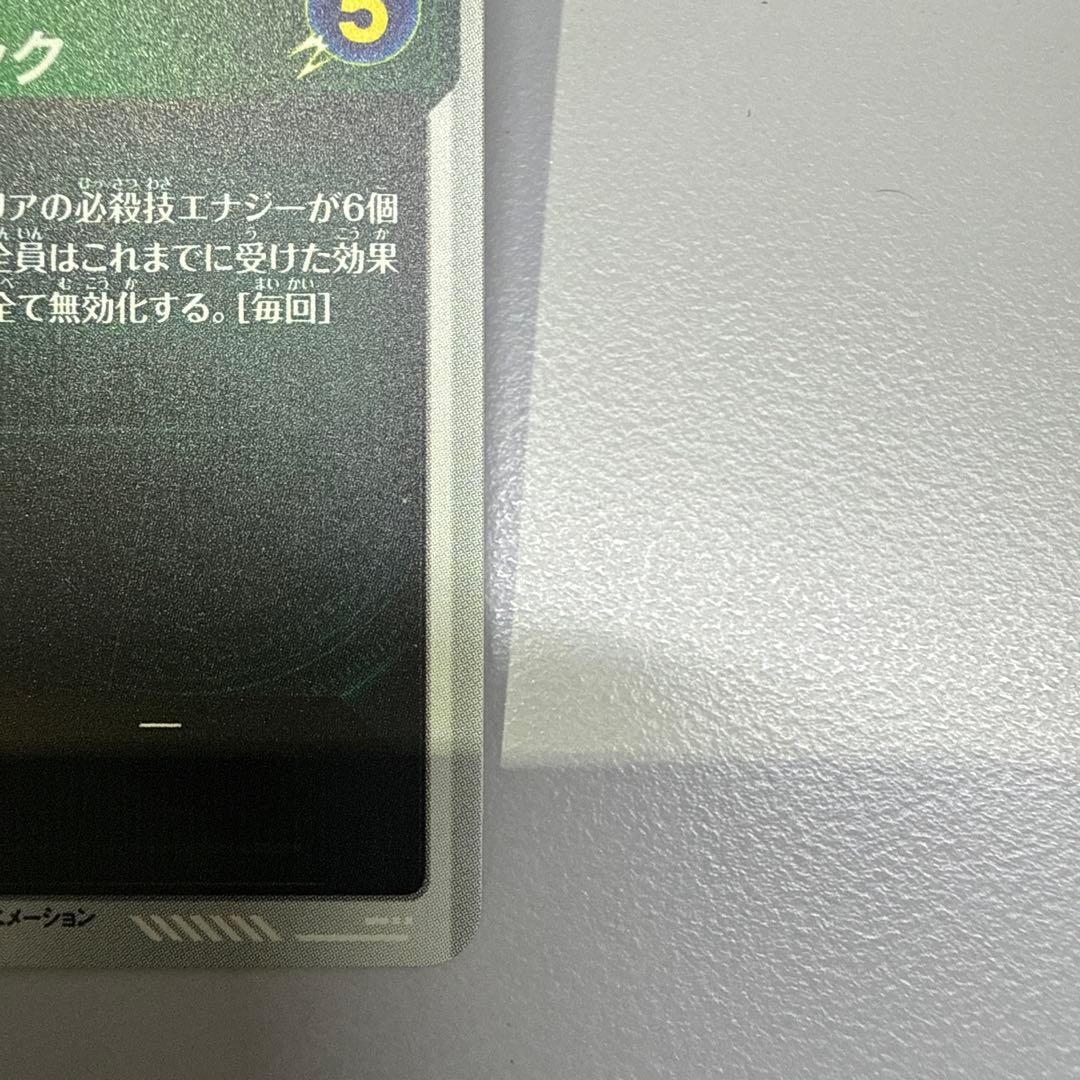 5
ック
リアの必殺技エナジーが6個
全員はこれまでに受けた効果
全て無効化する。[毎回]
ニメーション